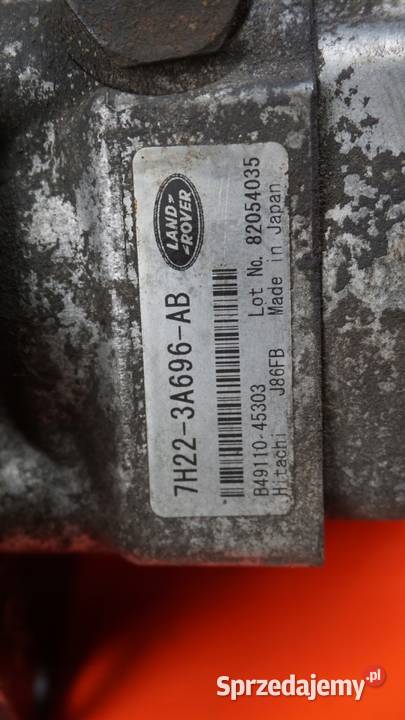 LAND
ROVER
7H22-3A696-AB
Lot No. 82054035
B49110-45303
Made in Japan
Hitachi J86FB
Sprzedajemy.pl